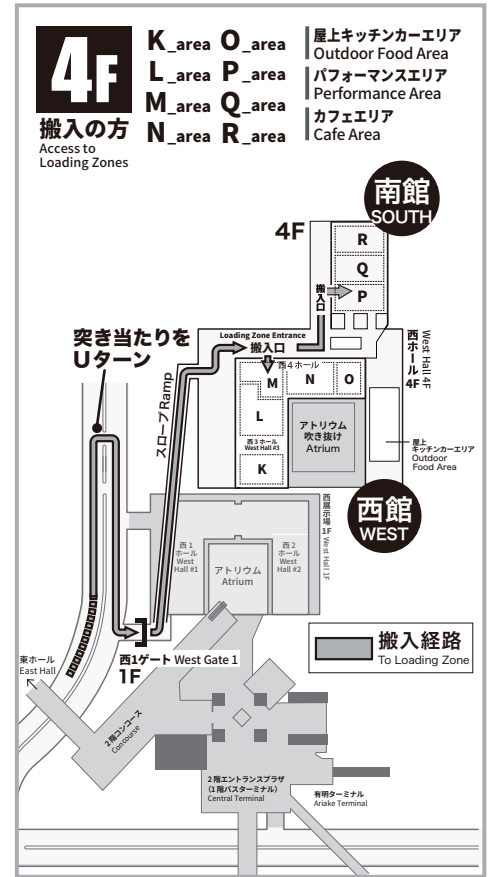 4F
搬入の方
Access to
Loading Zones
K_area O_area
L_area P_area
M_area Q_area
N_area R_area
屋上キッチンカーエリア
Outdoor Food Area
パフォーマンスエリア
Performance Area
カフェエリア
Cafe Area
南館
SOUTH
4F
R
Q
P
搬入口
突き当たりを
Uターン
Loading Zone Entrance
搬入口
西4ホール
M
N
O
L
西3ホール
West Hall #3
K
アトリウム
吹き抜け
Atrium
西ホール4F
West Hall 4F
屋上
キッチンカーエリア
Outdoor
Food Area
スロープ Ramp
西館
WEST
西展示場1F West Hall 1F
西1
ホール
West
Hall #1
アトリウム
Atrium
西2
ホール
West
Hall #2
搬入経路
To Loading Zone
西1ゲート West Gate 1
1F
東ホール
East Hall
2階コンコース
Concourse
2階エントランスプラザ
(1階バスターミナル)
Central Terminal
有明ターミナル
Ariake Terminal